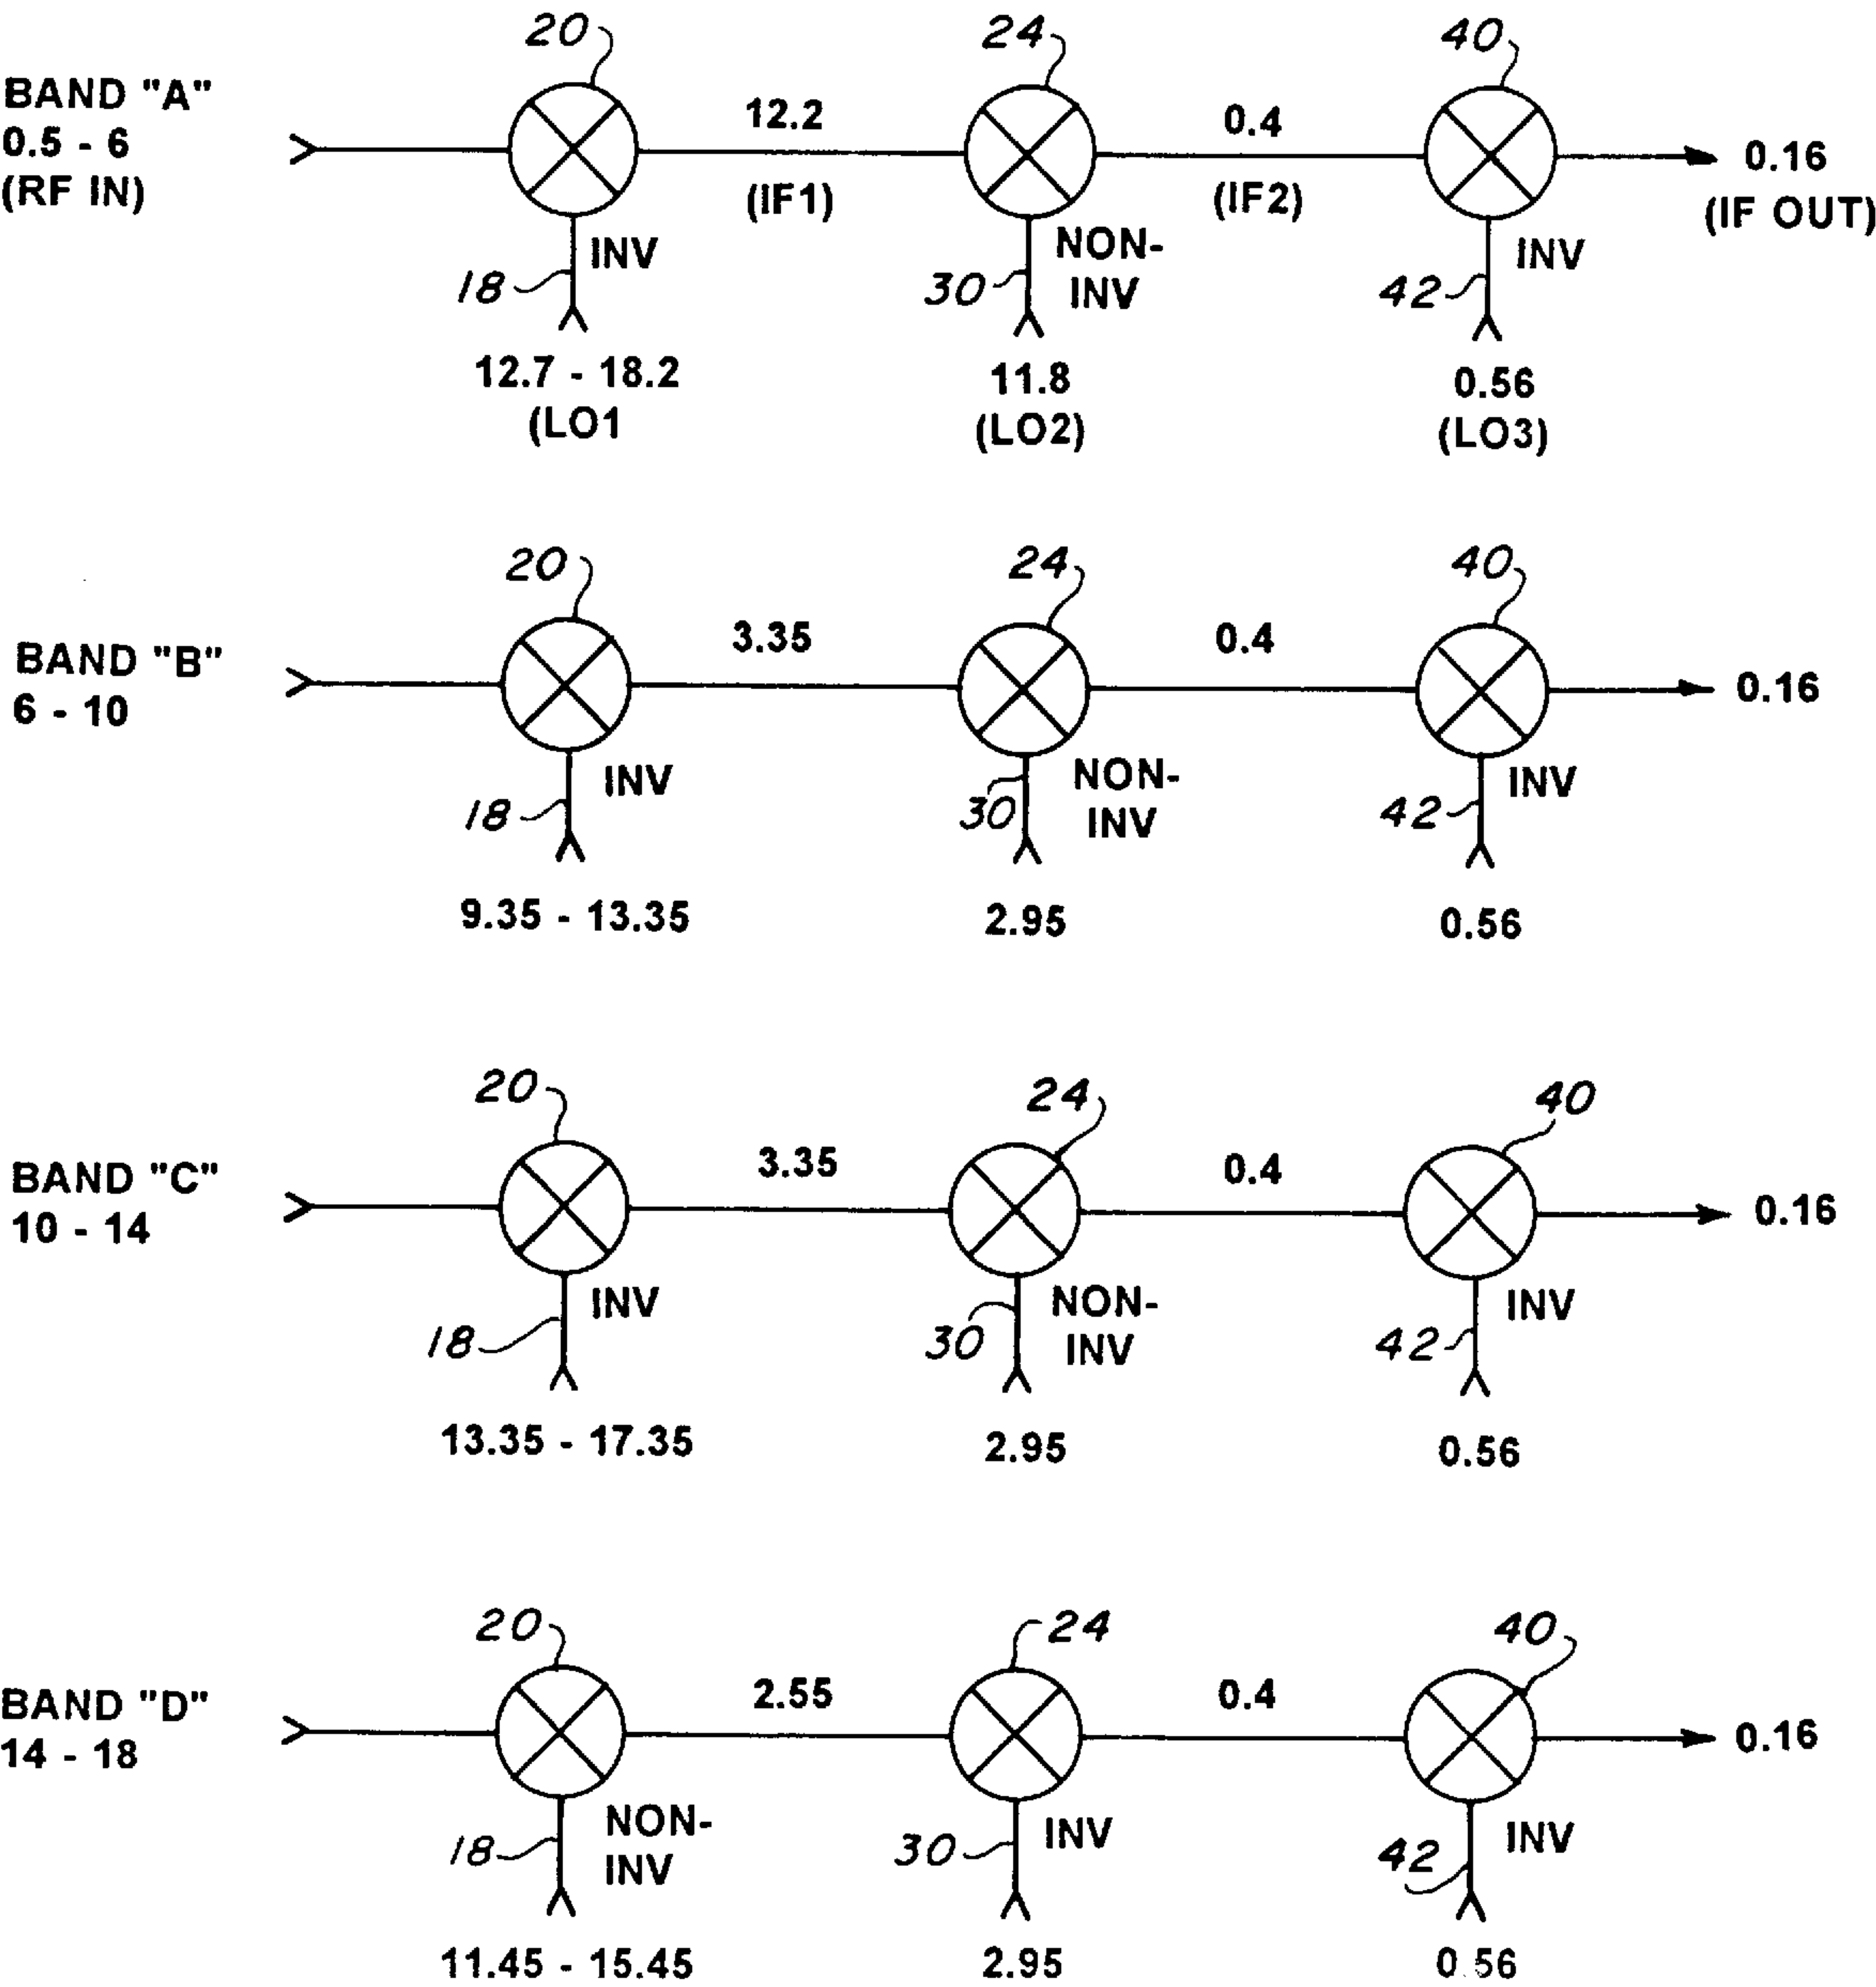 20 24 40
BAND "A"
0.5 - 6
(RF IN)
12.2
(IF1)
0.4
(IF2)
0.16
(IF OUT)
18 INV 30 NON-
INV 42 INV
12.7 - 18.2
(LO1
11.8
(LO2)
0.56
(LO3)
20 24 40
BAND "B"
6 - 10
3.35 0.4 0.16
18 INV 30 NON-
INV 42 INV
9.35 - 13.35 2.95 0.56
20 24 40
BAND "C"
10 - 14
3.35 0.4 0.16
18 INV 30 NON-
INV 42 INV
13.35 - 17.35 2.95 0.56
20 24 40
BAND "D"
14 - 18
2.55 0.4 0.16
18 NON-
INV 30 INV 42 INV
11.45 - 15.45 2.95 0.56